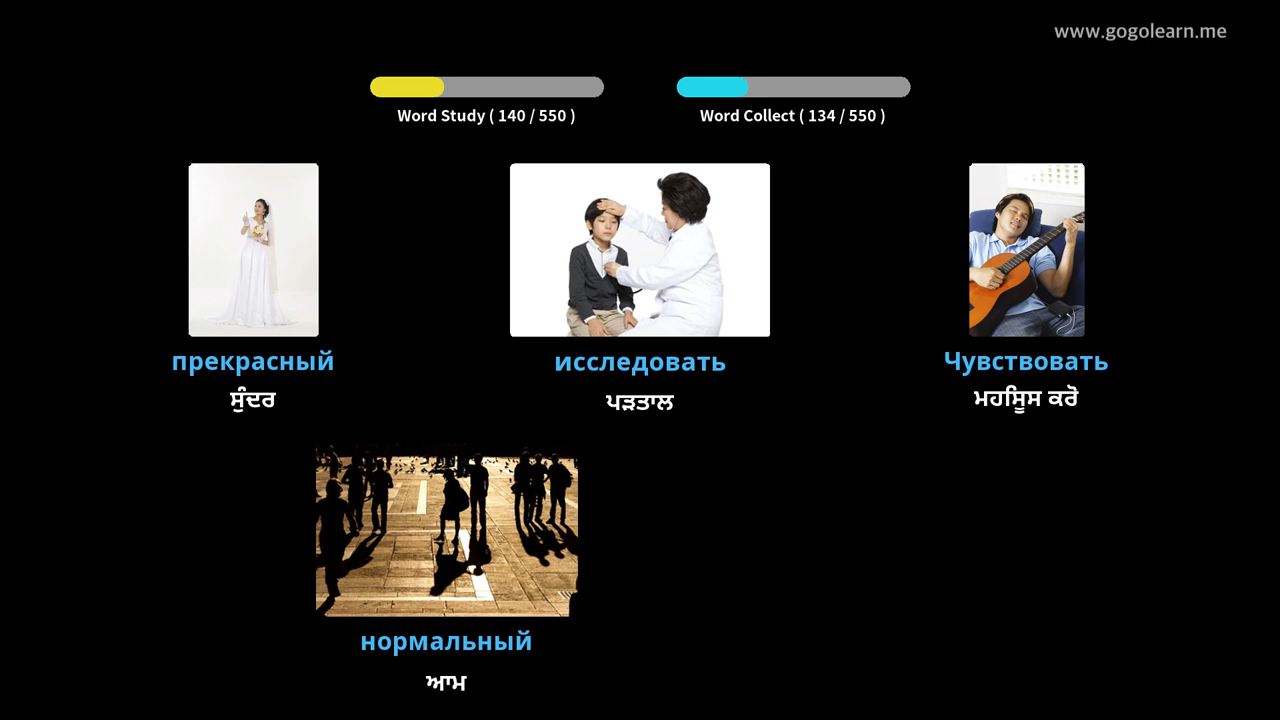 www.gogolearn.me
Word Study ( 140 / 550 )
Word Collect ( 134 / 550 )
прекрасный
ਸੁੰਦਰ
исследовать
ਪੜਤਾਲ
Чувствовать
ਮਹਸਿੂਸ ਕਰੋ
нормальный
ਆਮ